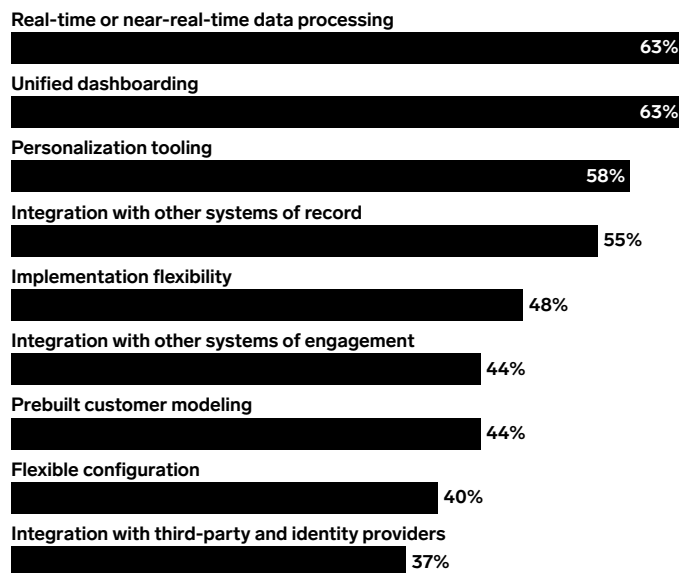 Real-time or near-real-time data processing
63%
Unified dashboarding
63%
Personalization tooling
58%
Integration with other systems of record
55%
Implementation flexibility
48%
Integration with other systems of engagement
44%
Prebuilt customer modeling
44%
Flexible configuration
40%
Integration with third-party and identity providers
37%